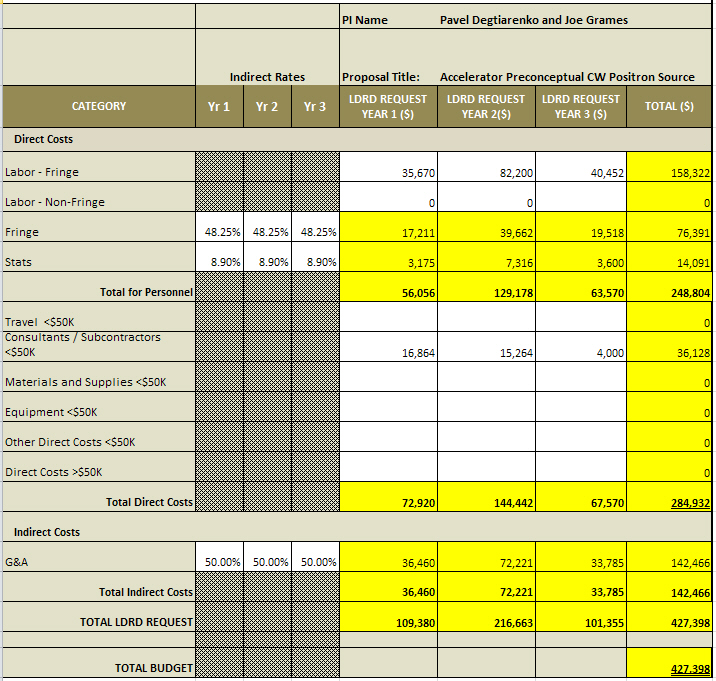 PI Name Pavel Degtiarenko and Joe Grames
Indirect Rates Proposal Title: Accelerator Preconceptual CW Positron Source
CATEGORY Yr 1 Yr 2 Yr 3 LDRD REQUEST YEAR 1 ($) LDRD REQUEST YEAR 2($) LDRD REQUEST YEAR 3 ($) TOTAL ($)
Direct Costs
Labor - Fringe 35,670 82,200 40,452 158,322
Labor - Non-Fringe 0 0 0
Fringe 48.25% 48.25% 48.25% 17,211 39,662 19,518 76,391
Stats 8.90% 8.90% 8.90% 3,175 7,316 3,600 14,091
Total for Personnel 56,056 129,178 63,570 248,804
Travel <$50K 0
Consultants / Subcontractors
<$50K 16,864 15,264 4,000 36,128
Materials and Supplies <$50K 0
Equipment <$50K 0
Other Direct Costs <$50K 0
Direct Costs >$50K 0
Total Direct Costs 72,920 144,442 67,570 284,932
Indirect Costs
G&A 50.00% 50.00% 50.00% 36,460 72,221 33,785 142,466
Total Indirect Costs 36,460 72,221 33,785 142,466
TOTAL LDRD REQUEST 109,380 216,663 101,355 427,398
TOTAL BUDGET 427,398